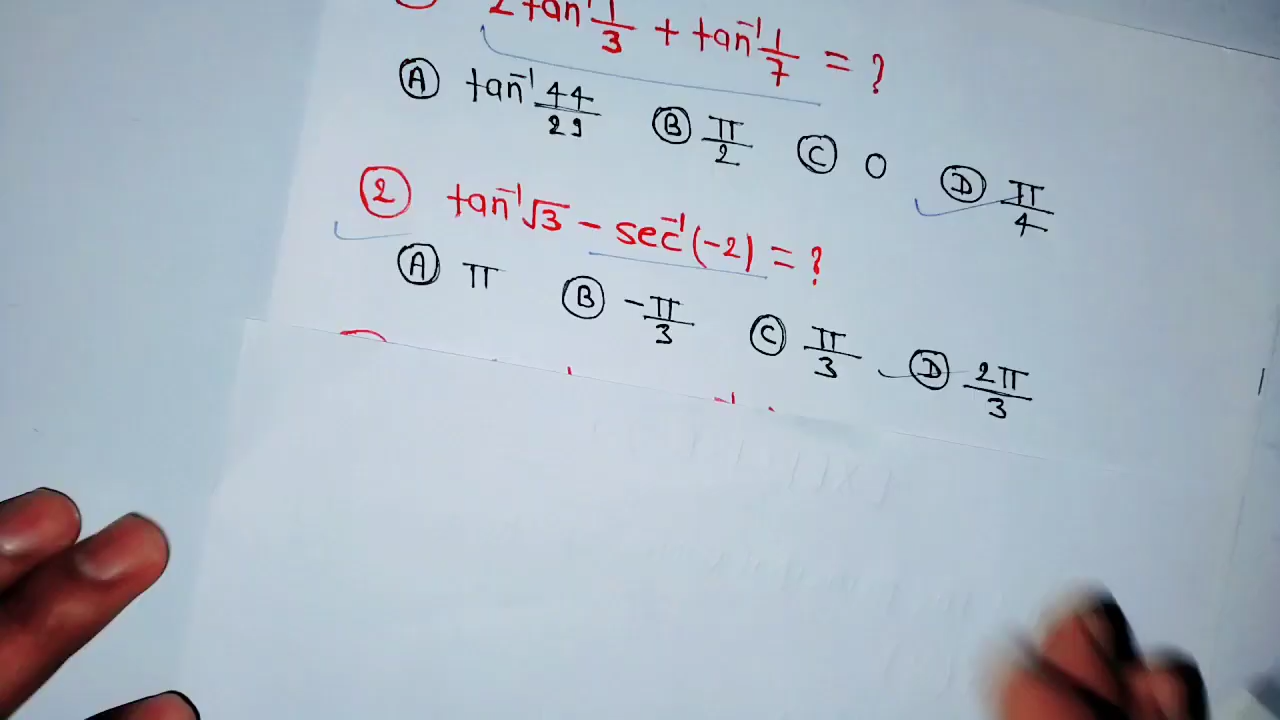 2 tan⁻¹ 1/3 + tan⁻¹ 1/7 = ?
Ⓐ tan⁻¹ 44/29 Ⓑ π/2 Ⓒ 0 Ⓓ π/4
② tan⁻¹√3 - sec⁻¹(-2) = ?
Ⓐ π Ⓑ -π/3 Ⓒ π/3 Ⓓ 2π/3